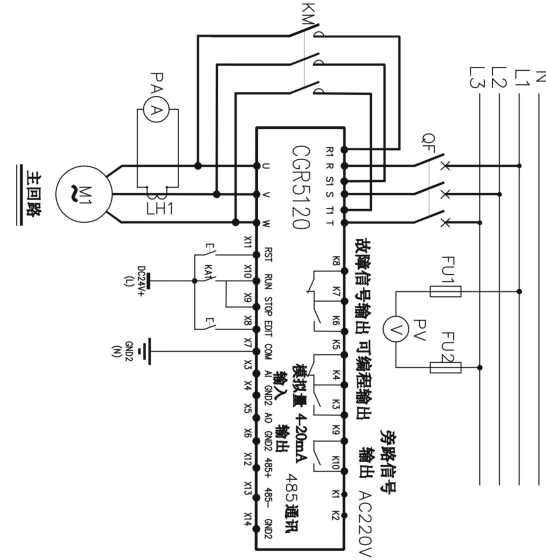 N
L1
L2
L3
FU1 FU2
QF
V
PV
旁路信号
输出 AC220V
故障信号输出 可编程输出
R1 R S1 S T1 T K8 K7 K6 K5 K4 K3 K9 K10 K1 K2
KM
CGR5120
模拟量 4-20mA 485通讯
输入 输出
U V W
RST RUN STOP EDIT COM AI GND2 AO GND2 485+ 485- GND2
X11 X10 X9 X8 X7 X3 X4 X5 X6 X12 X13 X14
KA1
PA A LH1
DC24V+
(L)
GND2
(N)
M1
~
主回路